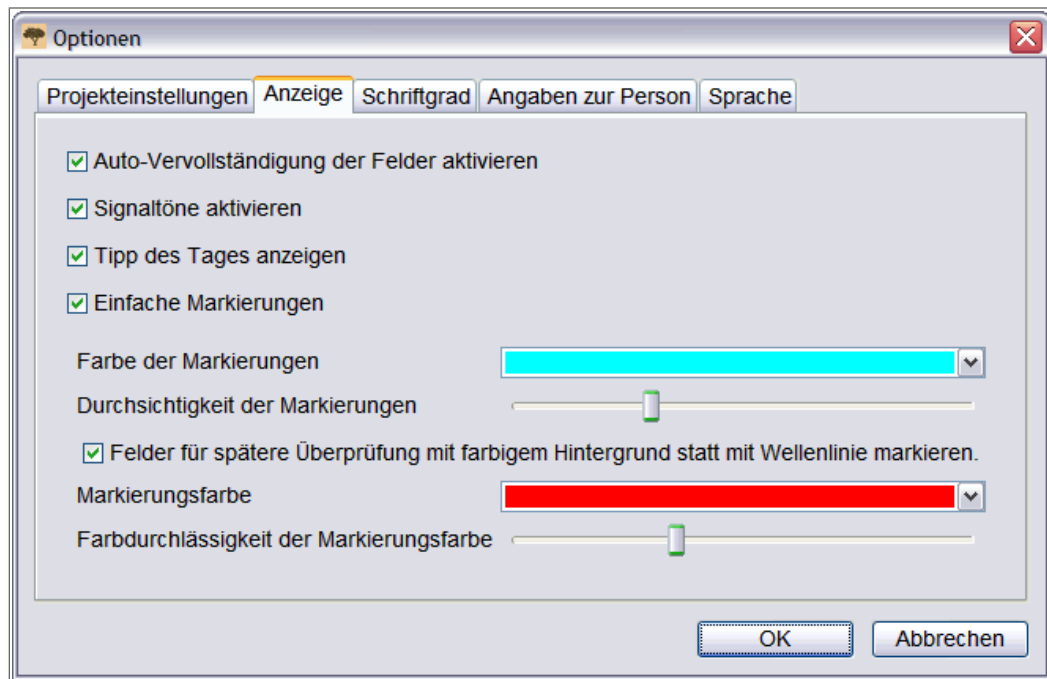 Optionen
Projekteinstellungen Anzeige Schriftgrad Angaben zur Person Sprache
Auto-Vervollständigung der Felder aktivieren
Signaltöne aktivieren
Tipp des Tages anzeigen
Einfache Markierungen
Farbe der Markierungen
Durchsichtigkeit der Markierungen
Felder für spätere Überprüfung mit farbigem Hintergrund statt mit Wellenlinie markieren.
Markierungsfarbe
Farbdurchlässigkeit der Markierungsfarbe
OK Abbrechen